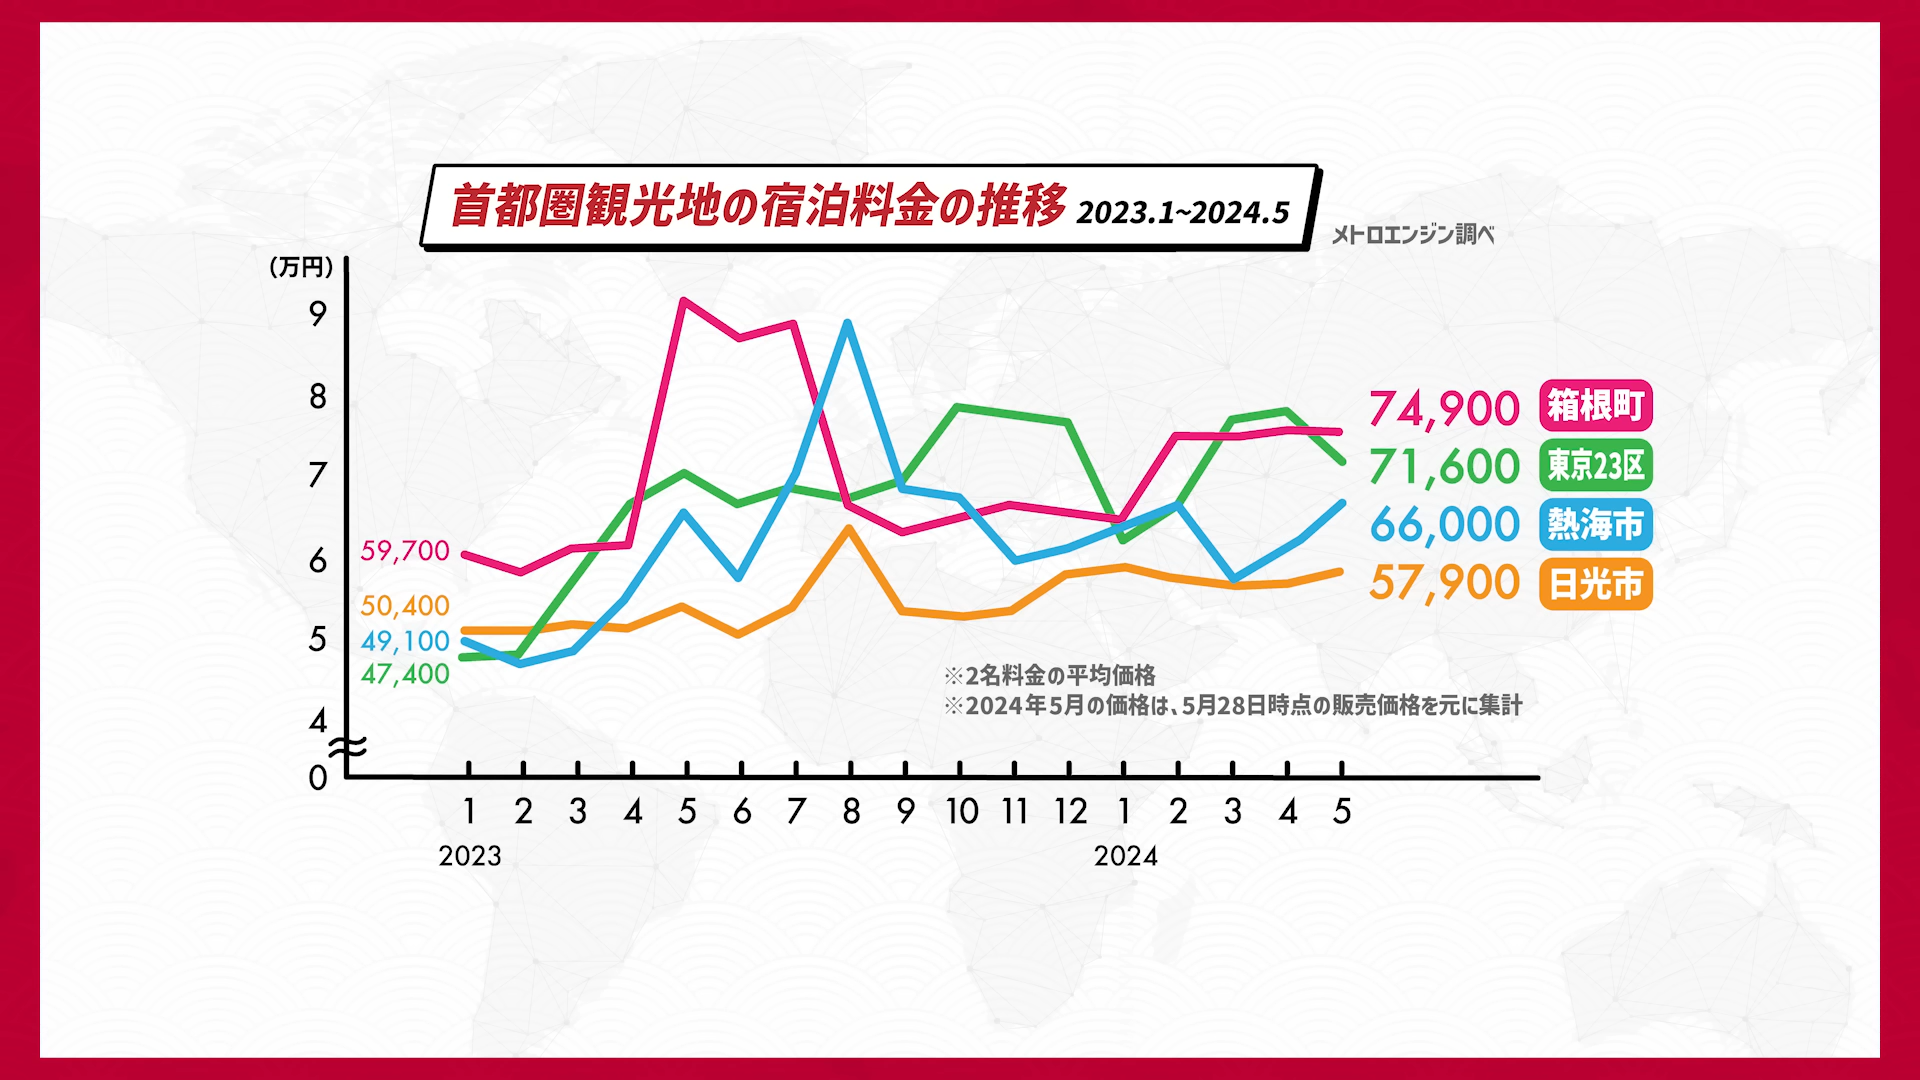 首都圏観光地の宿泊料金の推移 2023.1~2024.5
メトロエンジン調べ
(万円)
9
8
7
6
5
4
0
59,700
50,400
49,100
47,400
74,900 箱根町
71,600 東京23区
66,000 熱海市
57,900 日光市
※2名料金の平均価格
※2024年5月の価格は、5月28日時点の販売価格を元に集計
1 2 3 4 5 6 7 8 9 10 11 12 1 2 3 4 5
2023 2024